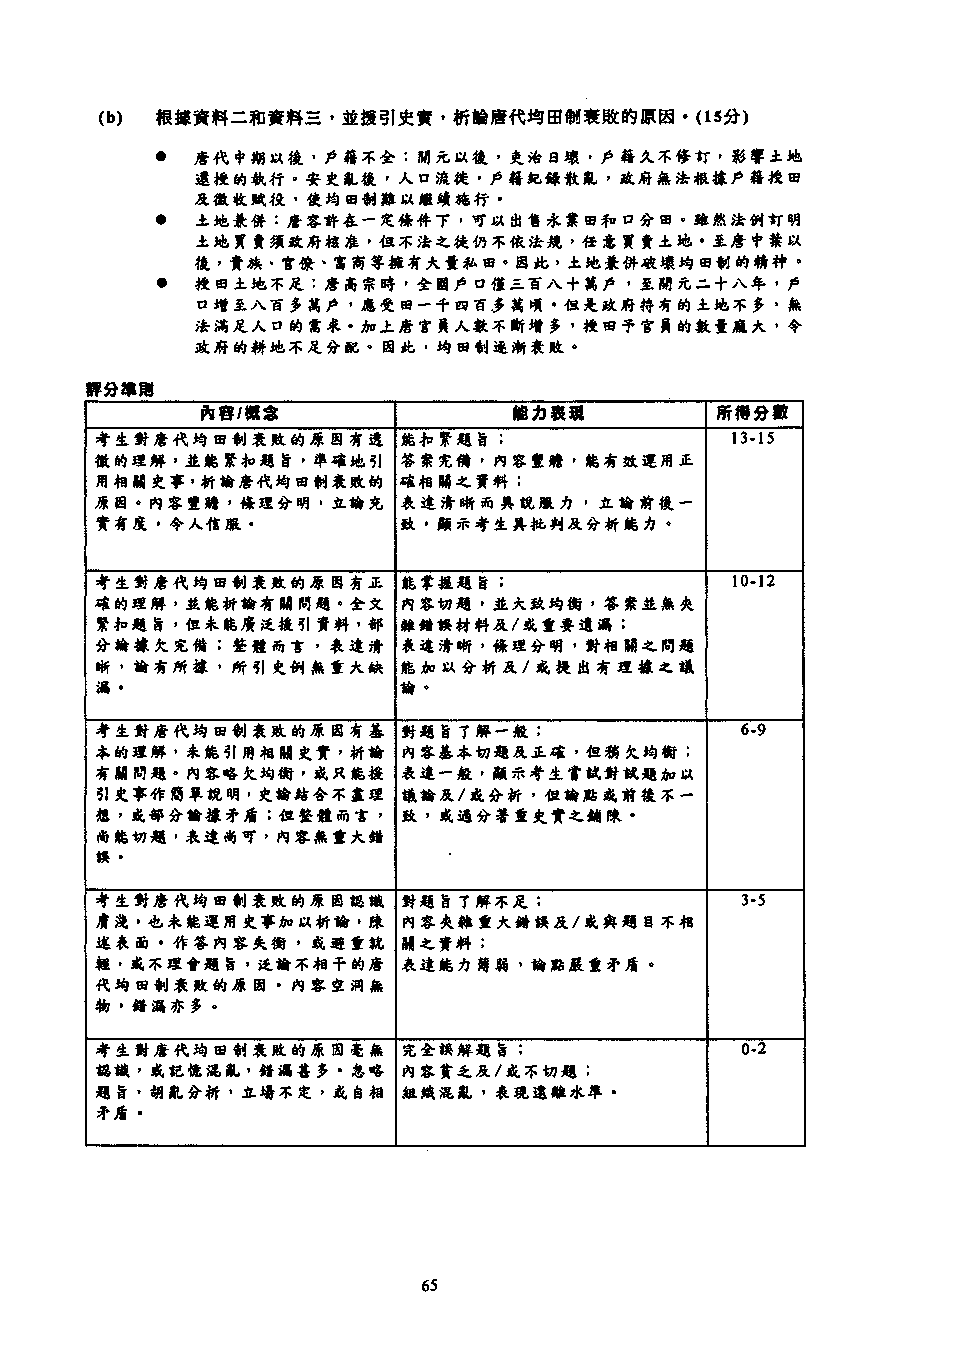 (b) 根據資料二和資料三，並援引史實，析論唐代均田制衰敗的原因。(15分)
● 唐代中期以後，戶籍不全：開元以後，吏治日壞，戶籍久不修訂，影響土地
還授的執行。安史亂後，人口流徙，戶籍紀錄散亂，政府無法根據戶籍授田
及徵收賦役，使均田制難以繼續施行。
● 土地兼併：唐容許在一定條件下，可以出售永業田和口分田。雖然法例訂明
土地買賣須政府核准，但不法之徒仍不依法規，任意買賣土地。至唐中葉以
後，貴族、官僚、富商等擁有大量私田。因此，土地兼併破壞均田制的精神。
● 授田土地不足：唐高宗時，全國戶口僅三百八十萬戶，至開元二十八年，戶
口增至八百多萬戶，應受田一千四百多萬頃。但是政府持有的土地不多，無
法滿足人口的需求。加上唐官員人數不斷增多，授田予官員的數量龐大，令
政府的耕地不足分配。因此，均田制逐漸衰敗。
評分準則
內容/概念 能力表現 所得分數
考生對唐代均田制衰敗的原因有透
徹的理解，並能緊扣題旨，準確地引
用相關史事，析論唐代均田制衰敗的
原因。內容豐贍，條理分明，立論充
實有度，令人信服。
能扣緊題旨；
答案完備，內容豐贍，能有效運用正
確相關之資料；
表達清晰而具說服力，立論前後一
致，顯示考生具批判及分析能力。
13-15
考生對唐代均田制衰敗的原因有正
確的理解，並能析論有關問題。全文
緊扣題旨，但未能廣泛援引資料，部
分論據欠完備；整體而言，表達清
晰，論有所據，所引史例無重大缺
漏。
能掌握題旨；
內容切題，並大致均衡，答案並無夾
雜錯誤材料及/或重要遺漏；
表達清晰，條理分明，對相關之問題
能加以分析及/或提出有理據之議
論。
10-12
考生對唐代均田制衰敗的原因有基
本的理解，未能引用相關史實，析論
有關問題。內容略欠均衡，或只能援
引史事作簡單說明，史論結合不盡理
想，或部分論據矛盾；但整體而言，
尚能切題，表達尚可，內容無重大錯
誤。
對題旨了解一般；
內容基本切題及正確，但稍欠均衡；
表達一般，顯示考生嘗試對試題加以
議論及/或分析，但論點或前後不一
致，或過分著重史實之鋪陳。
6-9
考生對唐代均田制衰敗的原因認識
膚淺，也未能運用史事加以析論，陳
述表面。作答內容失衡，或避重就
輕，或不理會題旨，泛論不相干的唐
代均田制衰敗的原因。內容空洞無
物，錯漏亦多。
對題旨了解不足；
內容夾雜重大錯誤及/或與題目不相
關之資料；
表達能力薄弱，論點嚴重矛盾。
3-5
考生對唐代均田制衰敗的原因毫無
認識，或記憶混亂，錯漏甚多。忽略
題旨，胡亂分析，立場不定，或自相
矛盾。
完全誤解題旨；
內容貧乏及/或不切題；
組織混亂，表現遠離水準。
0-2
65